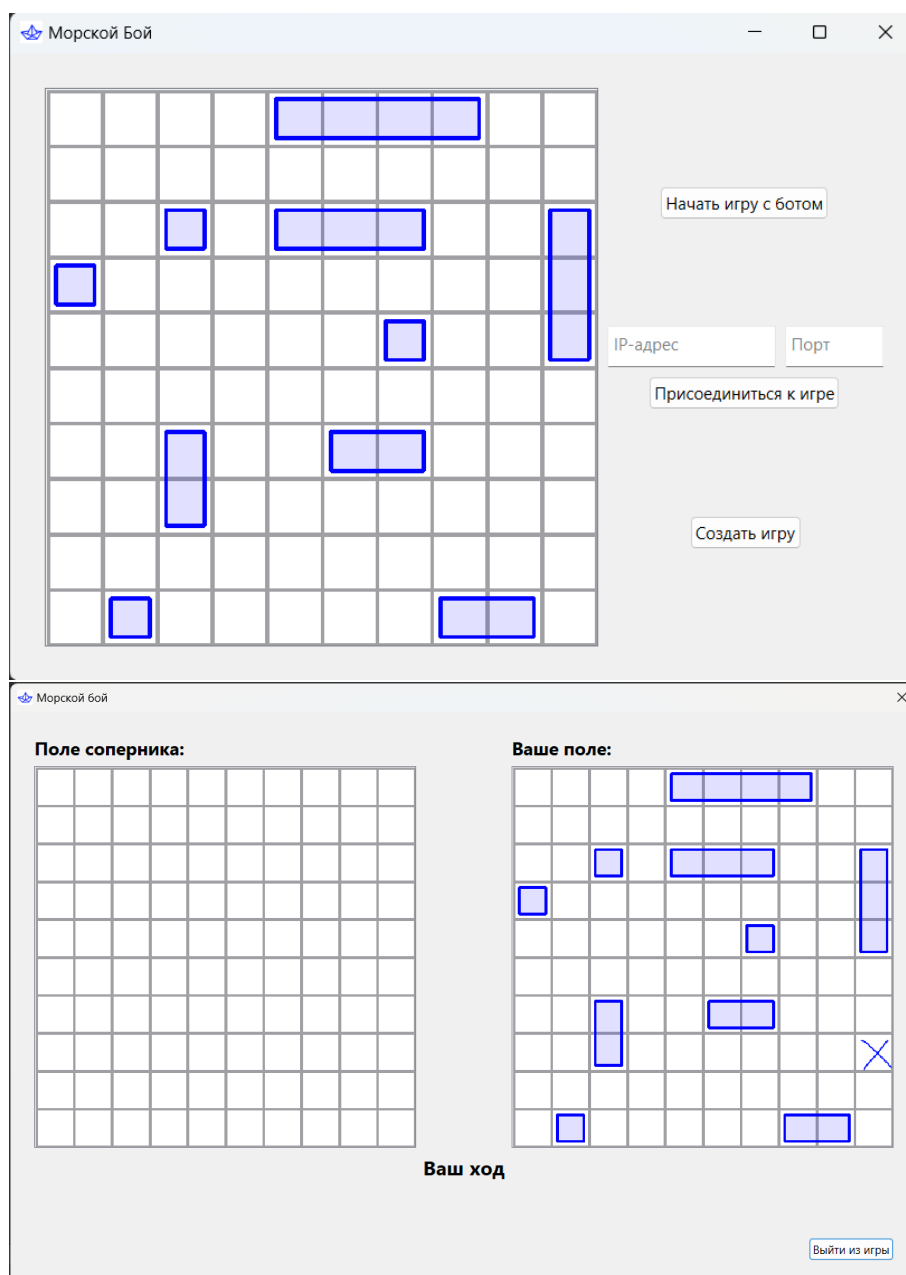 Морской Бой
Начать игру с ботом
IP-адрес
Порт
Присоединиться к игре
Создать игру
Морской бой
Поле соперника:
Ваше поле:
Ваш ход
Выйти из игры